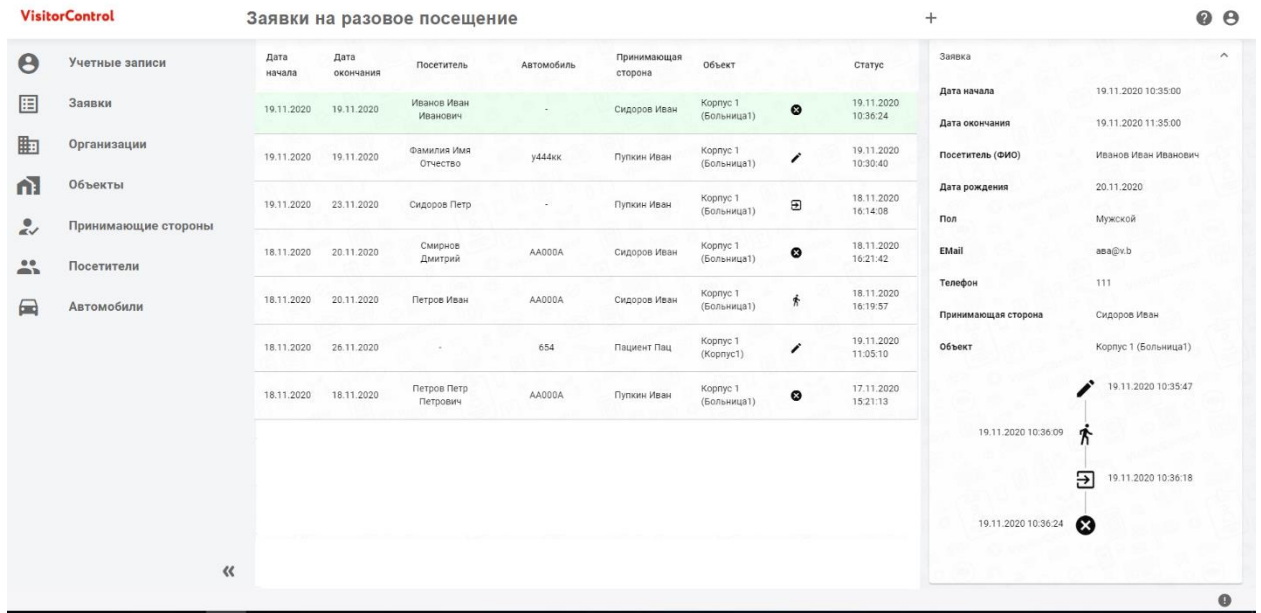 VisitorControl
Заявки на разовое посещение
+
Учетные записи
Заявки
Организации
Объекты
Принимающие стороны
Посетители
Автомобили
Дата начала Дата окончания Посетитель Автомобиль Принимающая сторона Объект Статус
19.11.2020 19.11.2020 Иванов Иван Иванович - Сидоров Иван Корпус 1 (Больница1) 19.11.2020 10:36:24
19.11.2020 19.11.2020 Фамилия Имя Отчество у444кк Пупкин Иван Корпус 1 (Больница1) 19.11.2020 10:30:40
19.11.2020 23.11.2020 Сидоров Петр - Пупкин Иван Корпус 1 (Больница1) 18.11.2020 16:14:08
18.11.2020 20.11.2020 Смирнов Дмитрий АА000А Сидоров Иван Корпус 1 (Больница1) 18.11.2020 16:21:42
18.11.2020 20.11.2020 Петров Иван АА000А Сидоров Иван Корпус 1 (Больница1) 18.11.2020 16:19:57
18.11.2020 26.11.2020 - 654 Пациент Пац Корпус 1 (Корпус1) 19.11.2020 11:05:10
18.11.2020 18.11.2020 Петров Петр Петрович АА000А Пупкин Иван Корпус 1 (Больница1) 17.11.2020 15:21:13
Заявка
Дата начала 19.11.2020 10:35:00
Дата окончания 19.11.2020 11:35:00
Посетитель (ФИО) Иванов Иван Иванович
Дата рождения 20.11.2020
Пол Мужской
EMail ава@v.b
Телефон 111
Принимающая сторона Сидоров Иван
Объект Корпус 1 (Больница1)
19.11.2020 10:35:47
19.11.2020 10:36:09
19.11.2020 10:36:18
19.11.2020 10:36:24